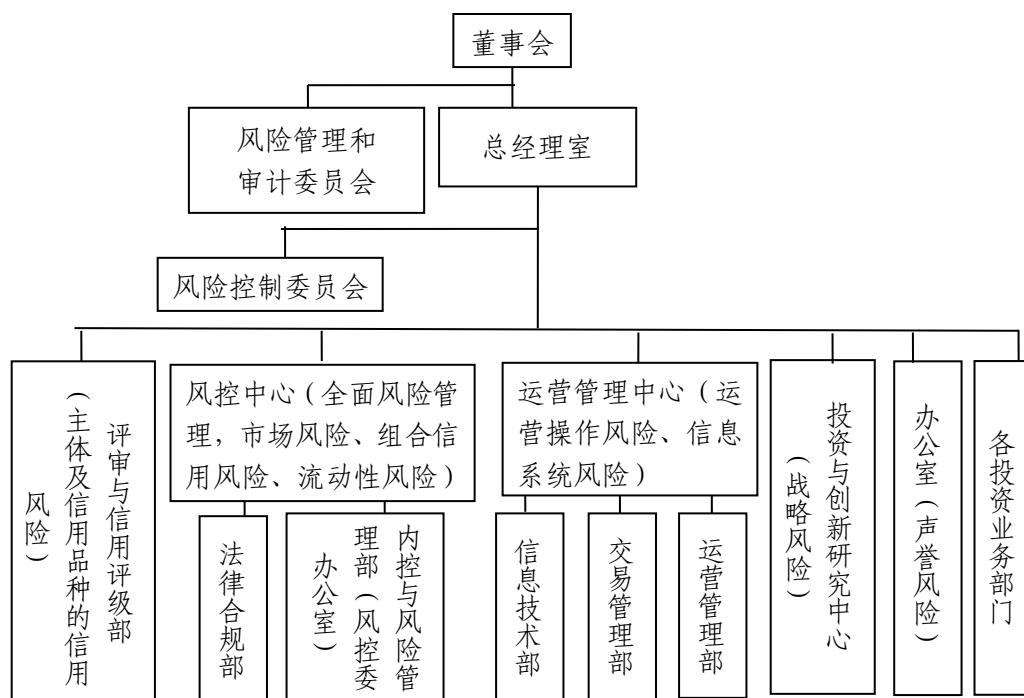 董事会
风险管理和
审计委员会
总经理室
风险控制委员会
评审与信用评级部
（主体及信用品种的信用
风险）
风控中心（全面风险管
理，市场风险、组合信
用风险、流动性风险）
法律合规部
内控与风险管
理部（风控委
办公室）
运营管理中心（运
营操作风险、信息
系统风险）
信息技术部
交易管理部
运营管理部
投资与创新研究中心
（战略风险）
办公室（声誉风险）
各投资业务部门